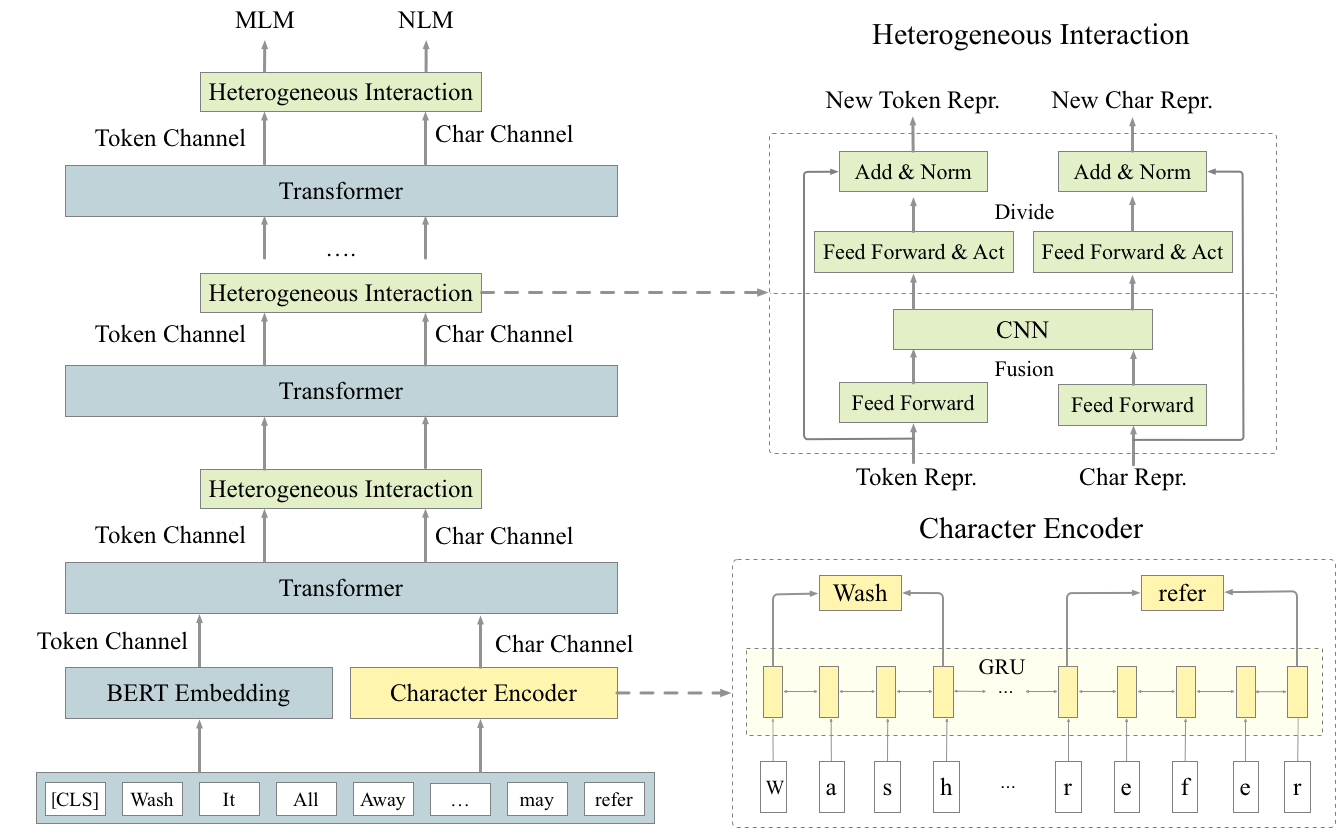 MLM NLM
Heterogeneous Interaction
Token Channel Char Channel
Transformer
....
Heterogeneous Interaction
Token Channel Char Channel
Transformer
Heterogeneous Interaction
Token Channel Char Channel
Transformer
Token Channel Char Channel
BERT Embedding Character Encoder
[CLS] Wash It All Away ... may refer
Heterogeneous Interaction
New Token Repr. New Char Repr.
Add & Norm Add & Norm
Divide
Feed Forward & Act Feed Forward & Act
CNN
Fusion
Feed Forward Feed Forward
Token Repr. Char Repr.
Character Encoder
Wash refer
GRU
...
W a s h ... r e f e r